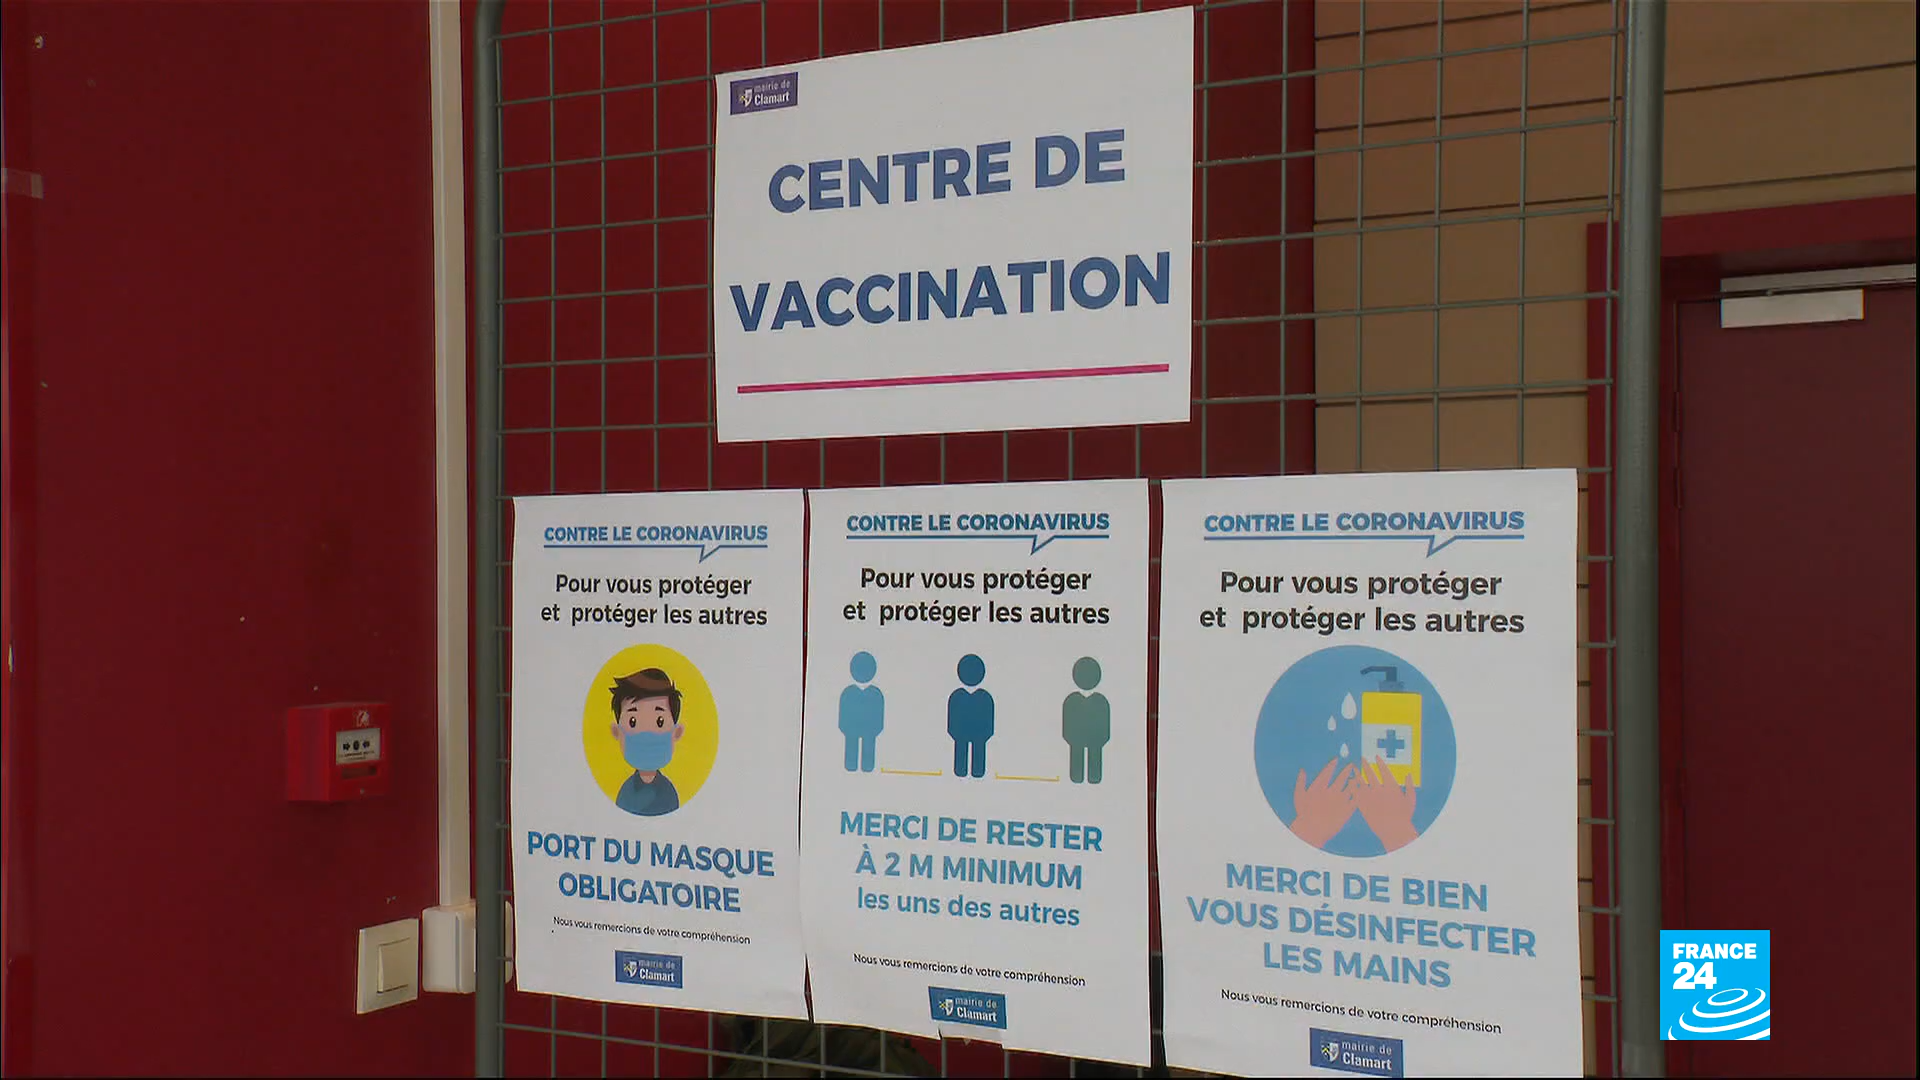 mairie de
Clamart
CENTRE DE
VACCINATION
CONTRE LE CORONAVIRUS
Pour vous protéger
et protéger les autres
PORT DU MASQUE
OBLIGATOIRE
Nous vous remercions de votre compréhension
mairie de
Clamart
CONTRE LE CORONAVIRUS
Pour vous protéger
et protéger les autres
MERCI DE RESTER
À 2 M MINIMUM
les uns des autres
Nous vous remercions de votre compréhension
mairie de
Clamart
CONTRE LE CORONAVIRUS
Pour vous protéger
et protéger les autres
MERCI DE BIEN
VOUS DÉSINFECTER
LES MAINS
Nous vous remercions de votre compréhension
mairie de
Clamart
FRANCE
24